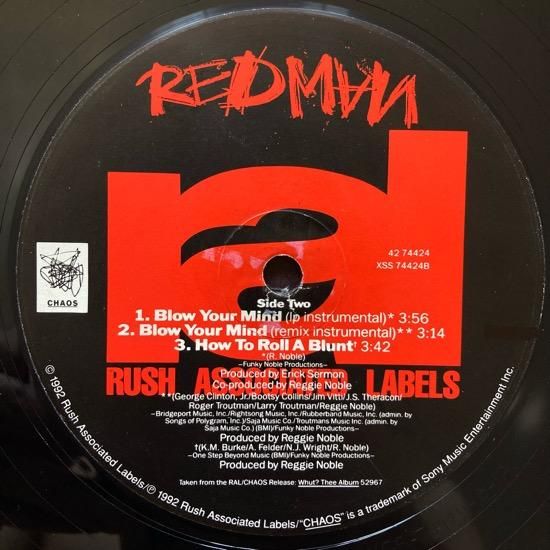 REDMAN
CHAOS
42 74424
XSS 74424B
Side Two
1. Blow Your Mind (lp instrumental)* 3:56
2. Blow Your Mind (remix instrumental)** 3:14
3. How To Roll A Blunt† 3:42
*(R. Noble)
–Funky Noble Productions–
Produced by Erick Sermon
Co-produced by Reggie Noble
RUSH ASSOCIATED LABELS
**(George Clinton, Jr./Bootsy Collins/Jim Vitti/J.S. Theracon/
Roger Troutman/Larry Troutman/Reggie Noble)
–Bridgeport Music Inc./Rightsong Music Inc./Rubberband Music Inc. (admin. by
Songs of Polygram, Inc.)/Saja Music Co./Troutmans Music Inc. (admin. by
Saja Music Co.) (BMI)/Funky Noble Productions–
Produced by Reggie Noble
†(K.M. Burke/A. Felder/N.J. Wright/R. Noble)
–One Step Beyond Music (BMI)/Funky Noble Productions–
Produced by Reggie Noble
Taken from the RAL/CHAOS Release: Whut? Thee Album 52967
© 1992 Rush Associated Labels/℗ 1992 Rush Associated Labels/"CHAOS" is a trademark of Sony Music Entertainment Inc.